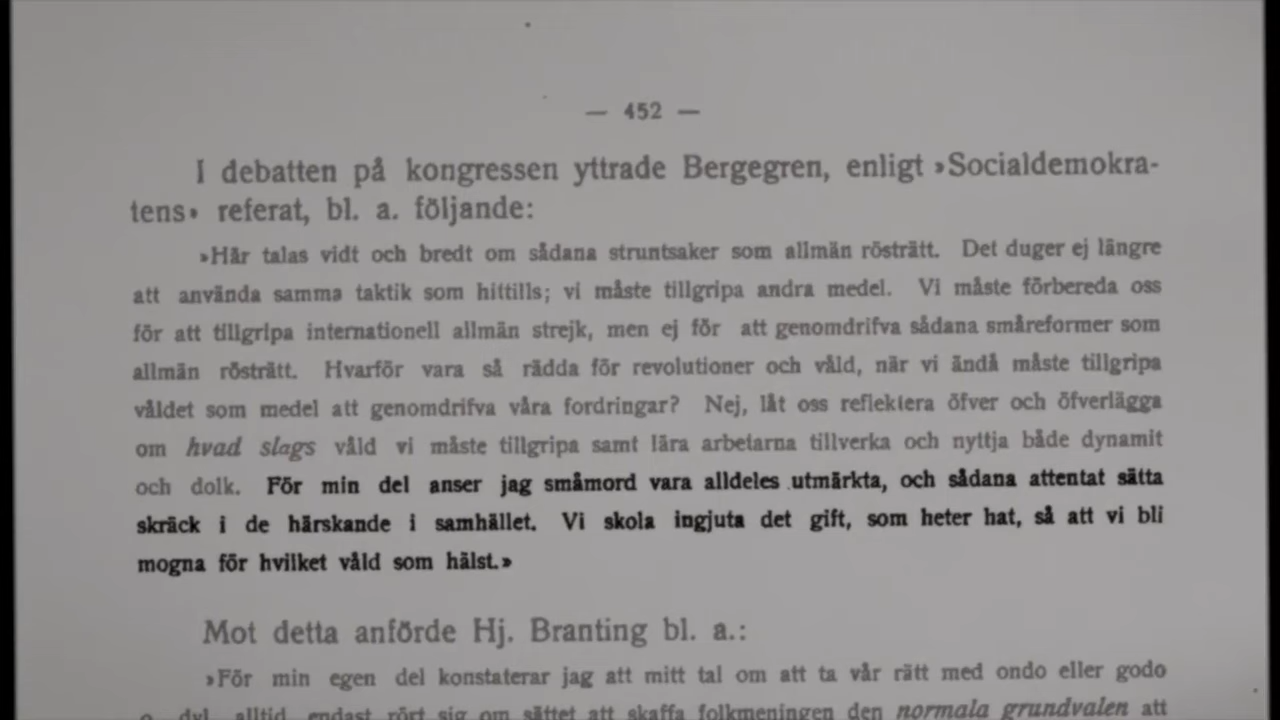 — 452 —
I debatten på kongressen yttrade Bergegren, enligt »Socialdemokra-
tens» referat, bl. a. följande:
»Här talas vidt och bredt om sådana struntsaker som allmän rösträtt. Det duger ej längre
att använda samma taktik som hittills; vi måste tillgripa andra medel. Vi måste förbereda oss
för att tillgripa internationell allmän strejk, men ej för att genomdrifva sådana småreformer som
allmän rösträtt. Hvarför vara så rädda för revolutioner och våld, när vi ändå måste tillgripa
våldet som medel att genomdrifva våra fordringar? Nej, låt oss reflektera öfver och öfverlägga
om hvad slags våld vi måste tillgripa samt lära arbetarna tillverka och nyttja både dynamit
och dolk. För min del anser jag småmord vara alldeles utmärkta, och sådana attentat sätta
skräck i de härskande i samhället. Vi skola ingjuta det gift, som heter hat, så att vi bli
mogna för hvilket våld som hälst.»
Mot detta anförde Hj. Branting bl. a.:
»För min egen del konstaterar jag att mitt tal om att ta vår rätt med ondo eller godo
o. dyl. alltid endast rört sig om sättet att skaffa folkmeningen den normala grundvalen att